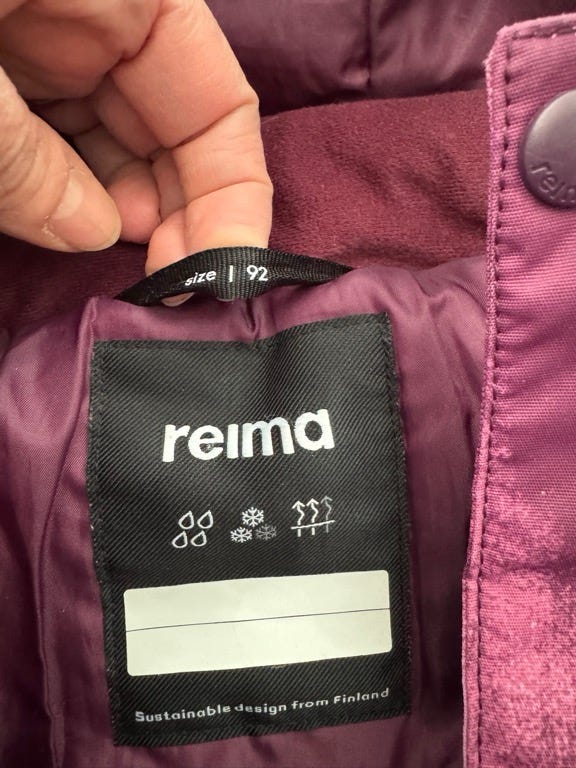 size | 92
reima
Sustainable design from Finland